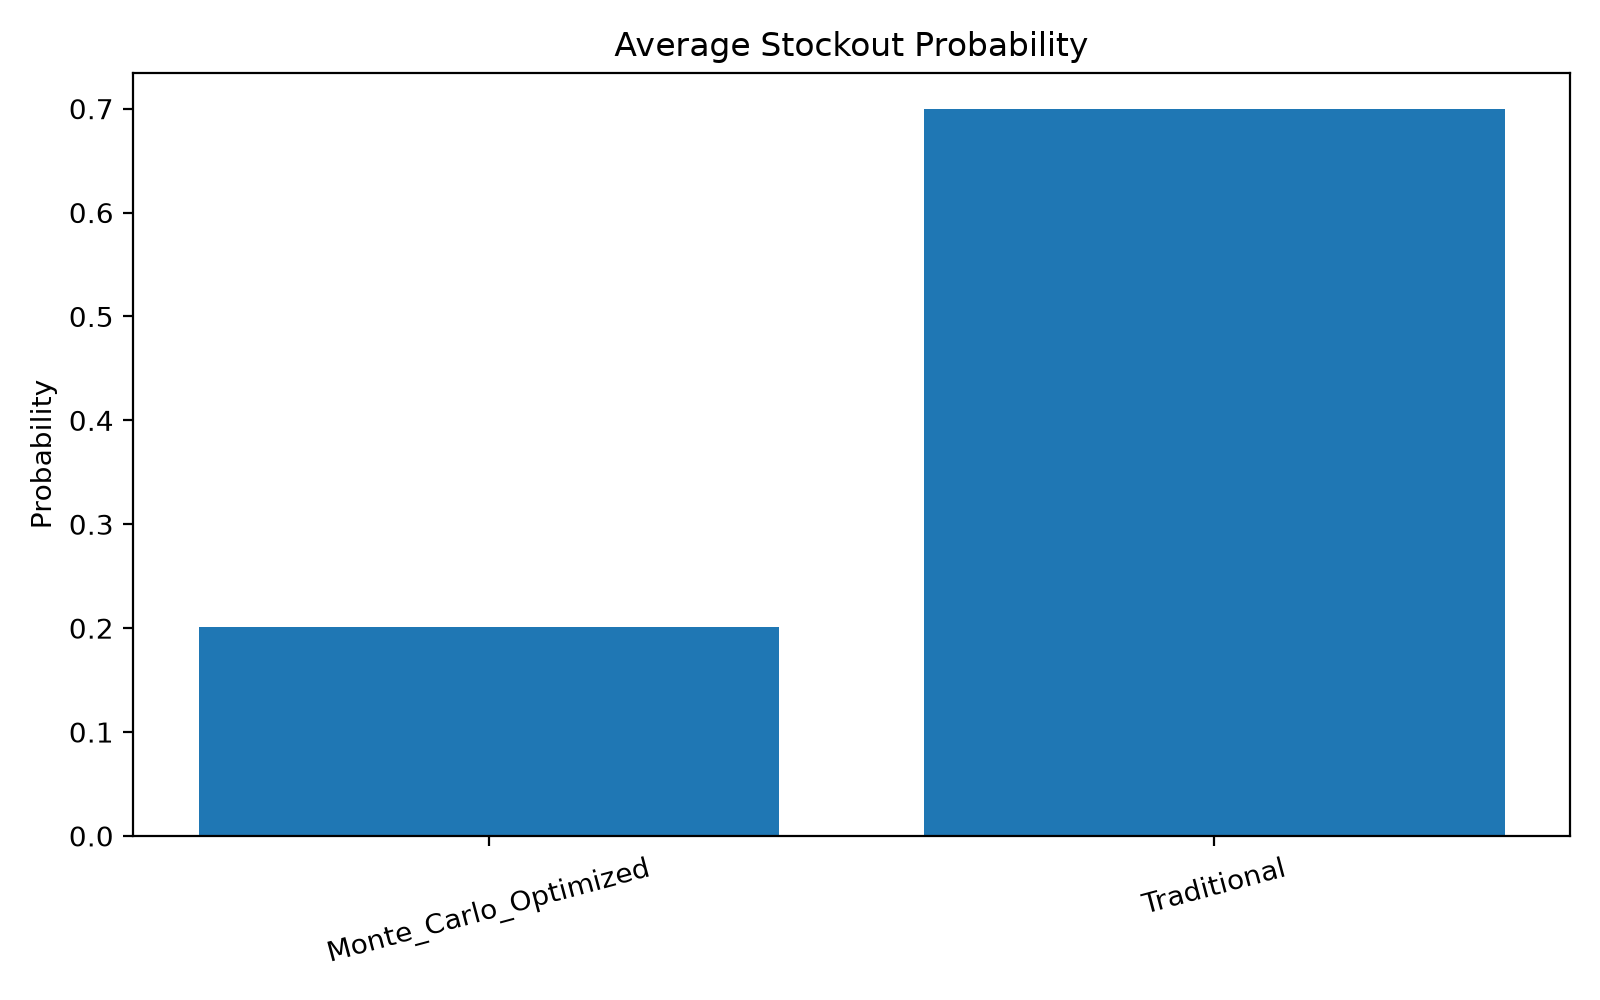 Average Stockout Probability
Probability
0.7
0.6
0.5
0.4
0.3
0.2
0.1
0.0
Monte_Carlo_Optimized
Traditional